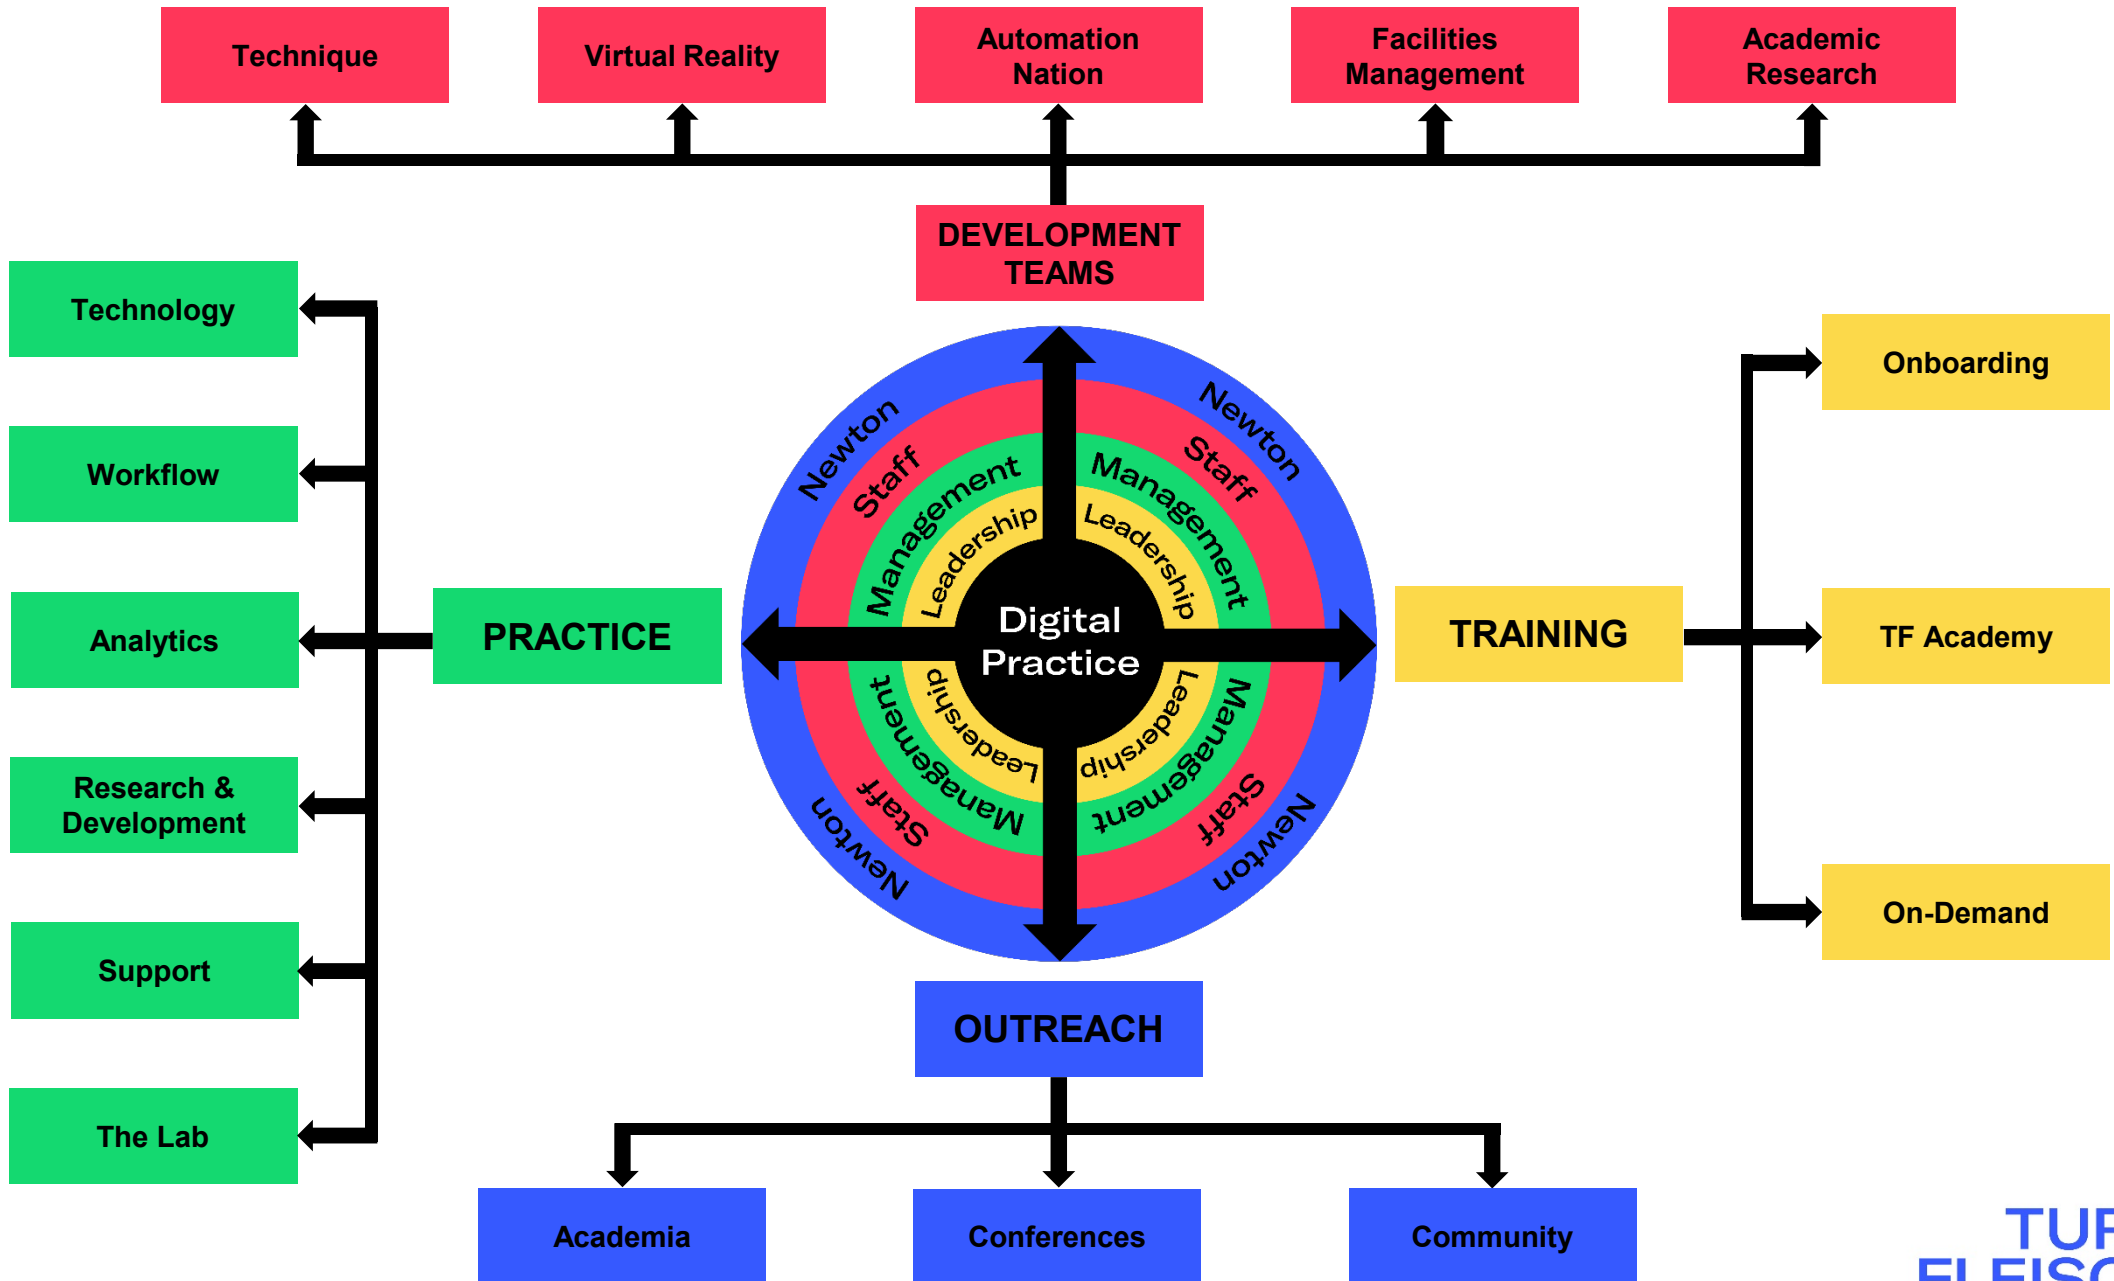 Technique
Virtual Reality
Automation
Nation
Facilities
Management
Academic
Research
DEVELOPMENT
TEAMS
Technology
Workflow
Analytics
Research &
Development
Support
The Lab
PRACTICE
Newton
Staff
Management
Leadership
Newton
Staff
Management
Leadership
Digital
Practice
Leadership
Management
Staff
Newton
Leadership
Management
Staff
Newton
TRAINING
Onboarding
TF Academy
On-Demand
OUTREACH
Academia
Conferences
Community